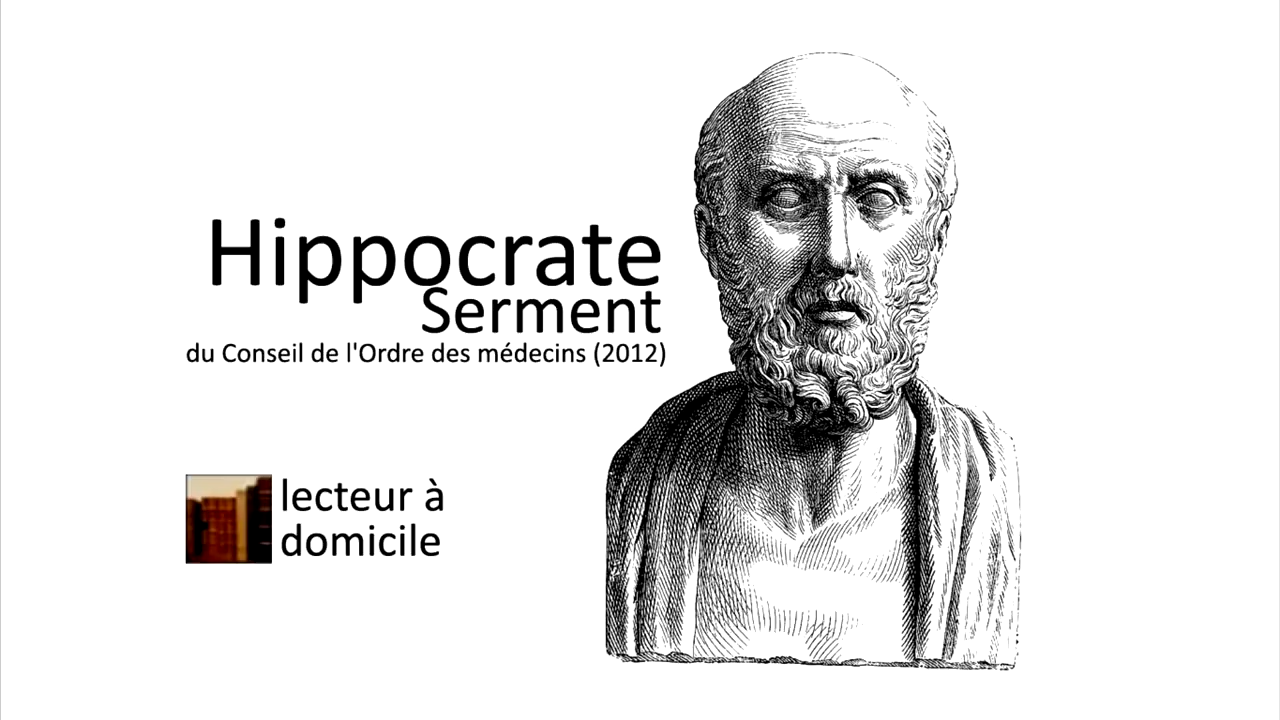 Hippocrate
Serment
du Conseil de l'Ordre des médecins (2012)
lecteur à
domicile